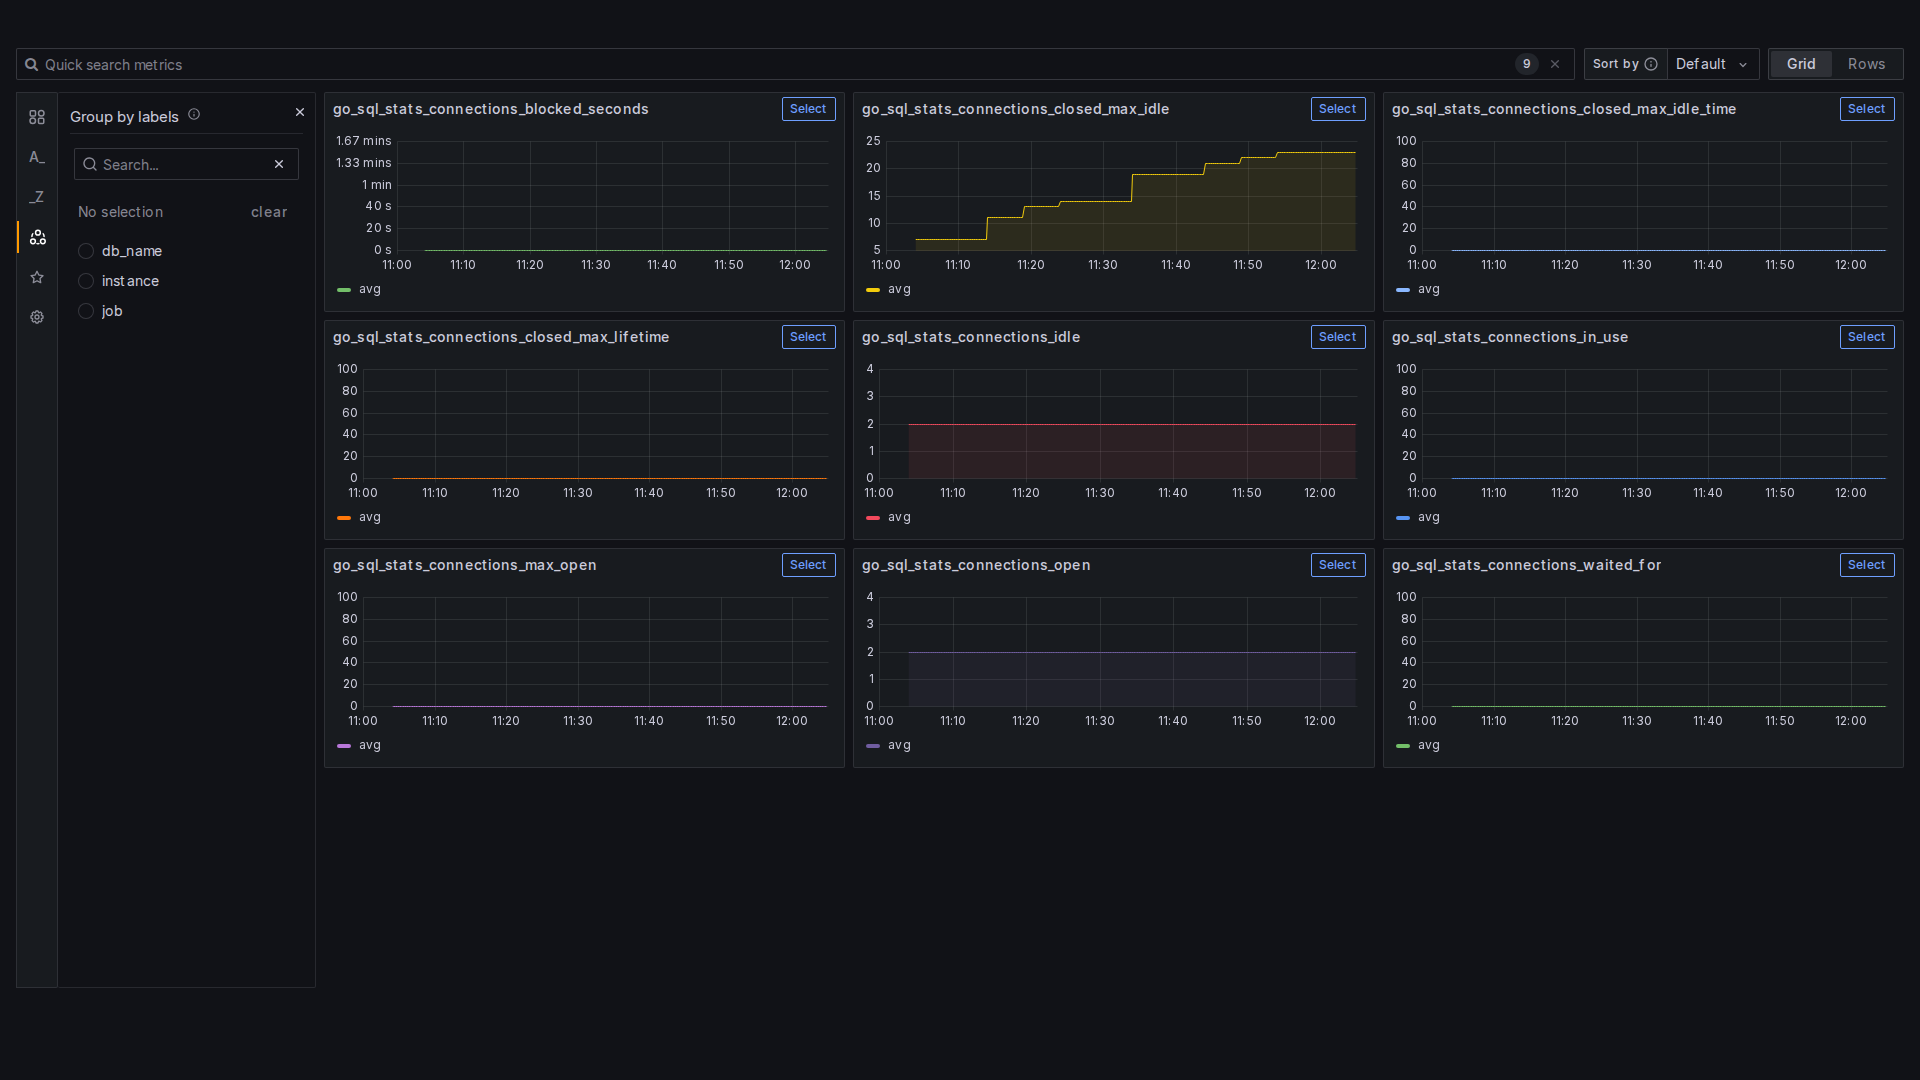 Quick search metrics
9
Sort by
Default
Grid
Rows
A_
_Z
Group by labels
Search...
No selection
clear
db_name
instance
job
go_sql_stats_connections_blocked_seconds
Select
1.67 mins
1.33 mins
1 min
40 s
20 s
0 s
11:00 11:10 11:20 11:30 11:40 11:50 12:00
avg
go_sql_stats_connections_closed_max_idle
Select
25
20
15
10
5
11:00 11:10 11:20 11:30 11:40 11:50 12:00
avg
go_sql_stats_connections_closed_max_idle_time
Select
100
80
60
40
20
0
11:00 11:10 11:20 11:30 11:40 11:50 12:00
avg
go_sql_stats_connections_closed_max_lifetime
Select
100
80
60
40
20
0
11:00 11:10 11:20 11:30 11:40 11:50 12:00
avg
go_sql_stats_connections_idle
Select
4
3
2
1
0
11:00 11:10 11:20 11:30 11:40 11:50 12:00
avg
go_sql_stats_connections_in_use
Select
100
80
60
40
20
0
11:00 11:10 11:20 11:30 11:40 11:50 12:00
avg
go_sql_stats_connections_max_open
Select
100
80
60
40
20
0
11:00 11:10 11:20 11:30 11:40 11:50 12:00
avg
go_sql_stats_connections_open
Select
4
3
2
1
0
11:00 11:10 11:20 11:30 11:40 11:50 12:00
avg
go_sql_stats_connections_waited_for
Select
100
80
60
40
20
0
11:00 11:10 11:20 11:30 11:40 11:50 12:00
avg